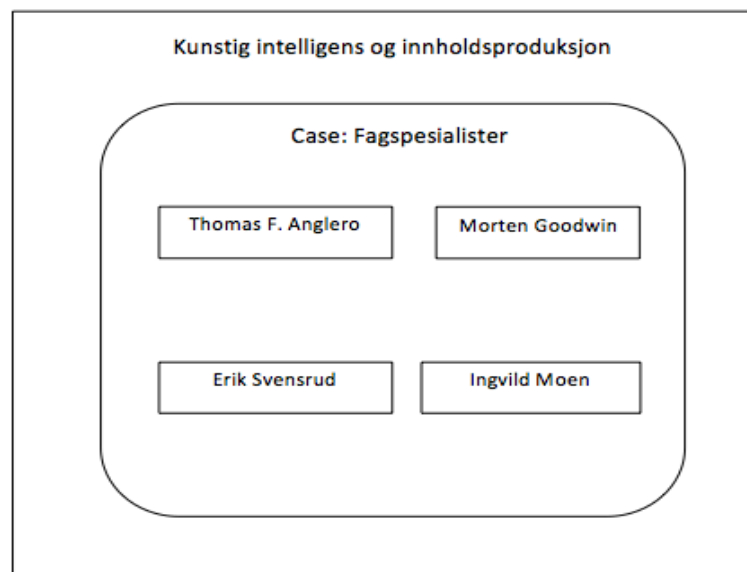 Kunstig intelligens og innholdsproduksjon
Case: Fagspesialister
Thomas F. Anglero
Morten Goodwin
Erik Svensrud
Ingvild Moen